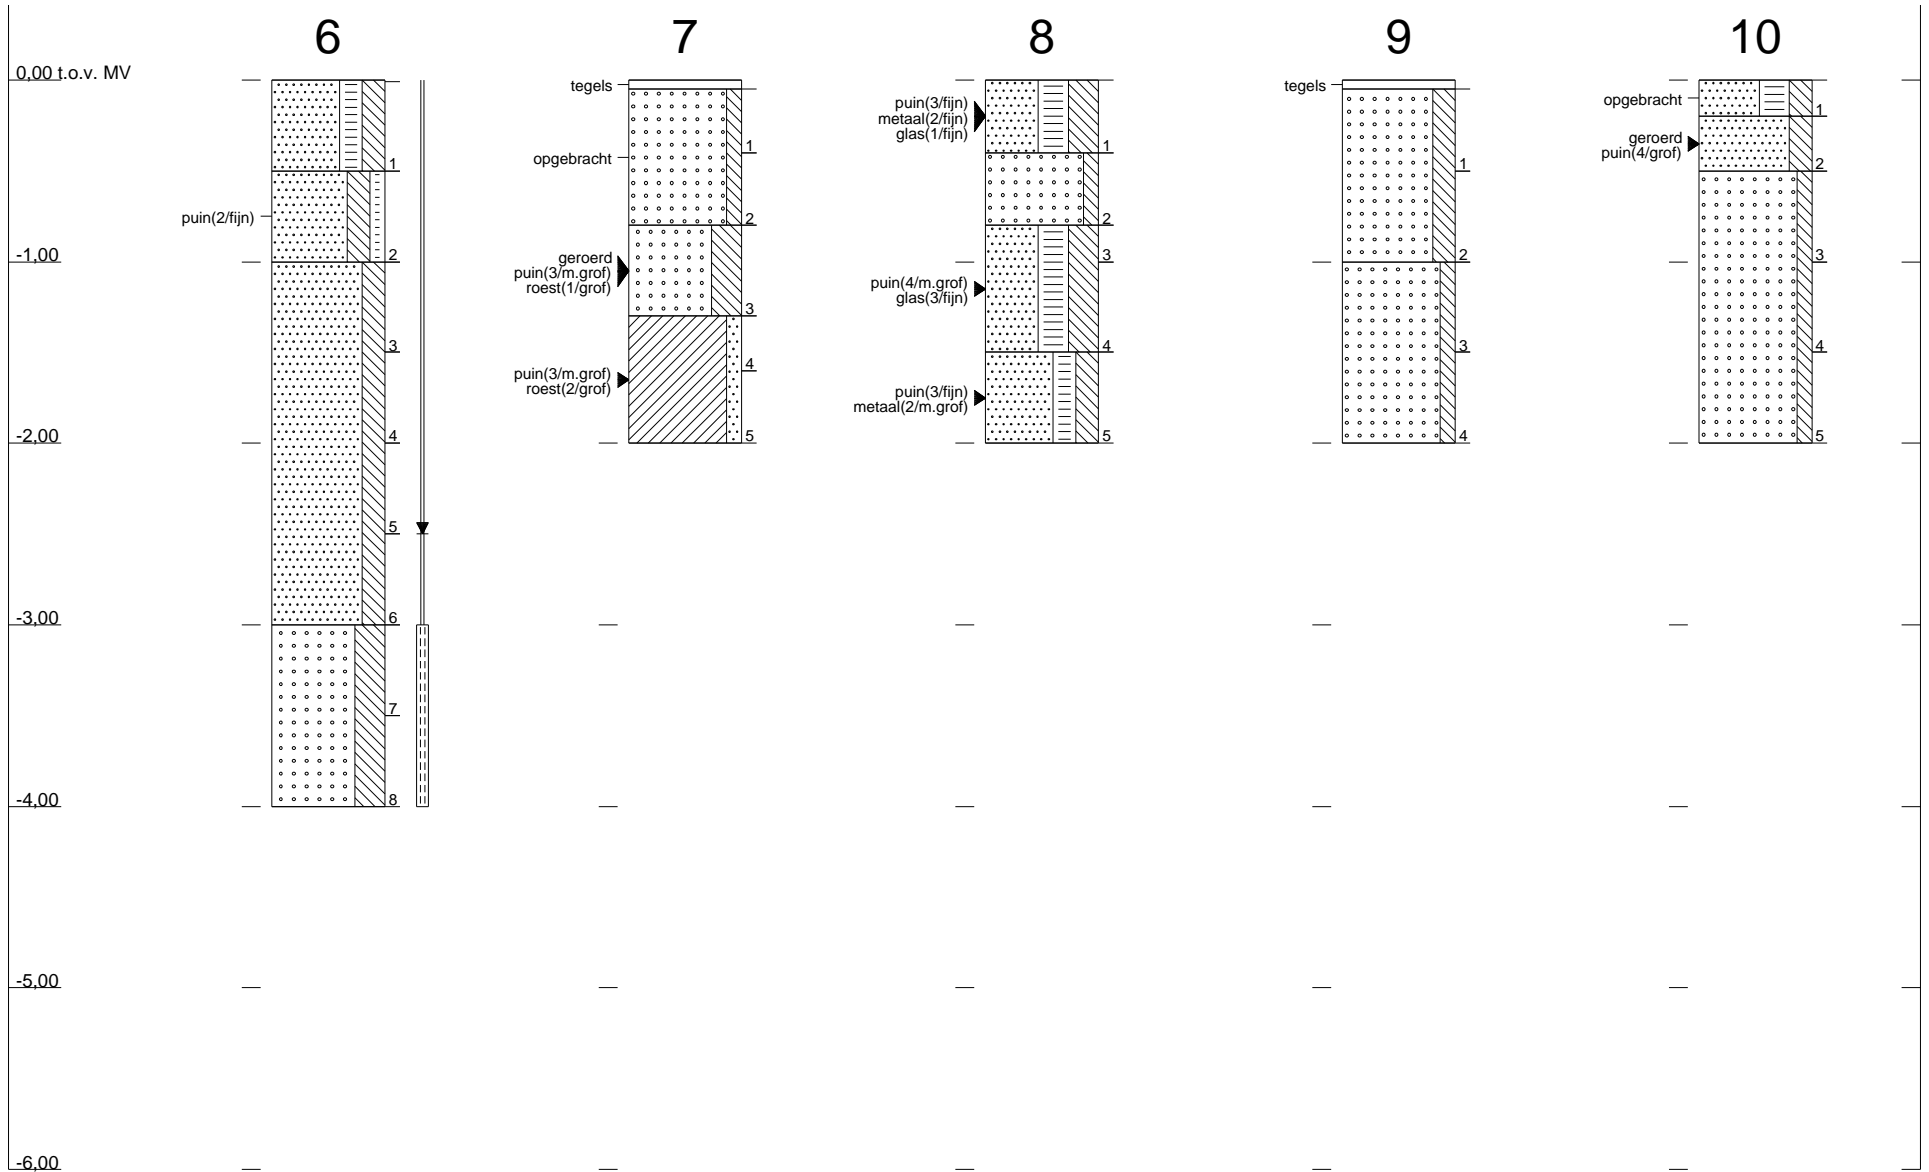 6
7
8
9
10
0,00 t.o.v. MV
-1,00
-2,00
-3,00
-4,00
-5,00
-6,00
puin(2/fijn)
1
2
3
4
5
6
7
8
tegels
opgebracht
geroerd
puin(3/m.grof)
roest(1/grof)
puin(3/m.grof)
roest(2/grof)
1
2
3
4
5
puin(3/fijn)
metaal(2/fijn)
glas(1/fijn)
puin(4/m.grof)
glas(3/fijn)
puin(3/fijn)
metaal(2/m.grof)
1
2
3
4
5
tegels
1
2
3
4
opgebracht
geroerd
puin(4/grof)
1
2
3
4
5